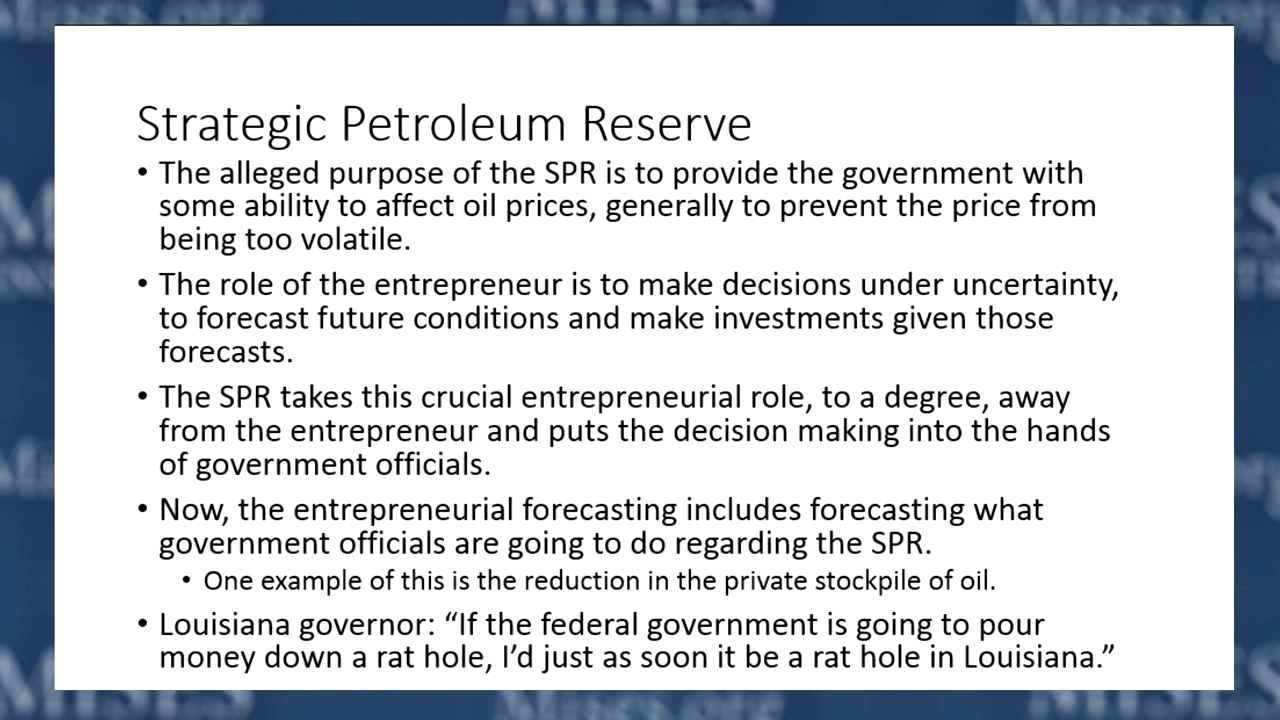 Strategic Petroleum Reserve
• The alleged purpose of the SPR is to provide the government with
some ability to affect oil prices, generally to prevent the price from
being too volatile.
• The role of the entrepreneur is to make decisions under uncertainty,
to forecast future conditions and make investments given those
forecasts.
• The SPR takes this crucial entrepreneurial role, to a degree, away
from the entrepreneur and puts the decision making into the hands
of government officials.
• Now, the entrepreneurial forecasting includes forecasting what
government officials are going to do regarding the SPR.
• One example of this is the reduction in the private stockpile of oil.
• Louisiana governor: “If the federal government is going to pour
money down a rat hole, I’d just as soon it be a rat hole in Louisiana.”